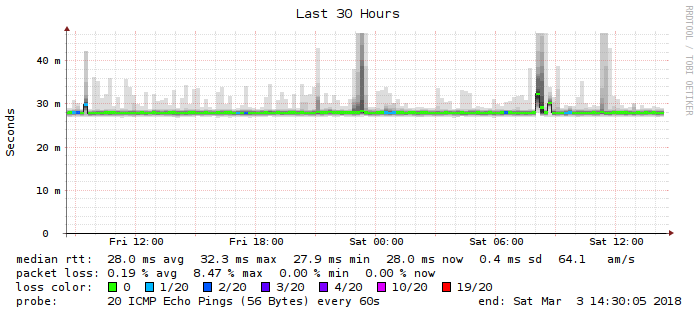 Last 30 Hours
RRDTOOL / TOBI OETIKER
Seconds
40 m
30 m
20 m
10 m
0
Fri 12:00 Fri 18:00 Sat 00:00 Sat 06:00 Sat 12:00
median rtt: 28.0 ms avg 32.3 ms max 27.9 ms min 28.0 ms now 0.4 ms sd 64.1 am/s
packet loss: 0.19 % avg 8.47 % max 0.00 % min 0.00 % now
loss color: 0 1/20 2/20 3/20 4/20 10/20 19/20
probe: 20 ICMP Echo Pings (56 Bytes) every 60s end: Sat Mar 3 14:30:05 2018